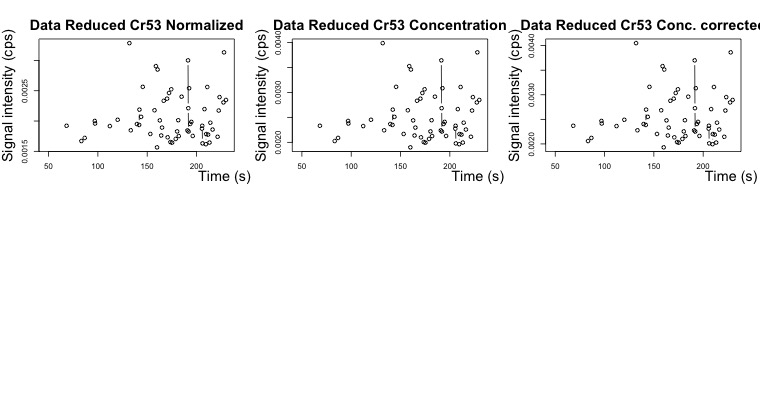 Data Reduced Cr53 Normalized
Signal intensity (cps)
0.0015
0.0025
50
100
150
200
Time (s)
Data Reduced Cr53 Concentration
Signal intensity (cps)
0.0020
0.0030
0.0040
50
100
150
200
Time (s)
Data Reduced Cr53 Conc. corrected
Signal intensity (cps)
0.0020
0.0030
0.0040
50
100
150
200
Time (s)